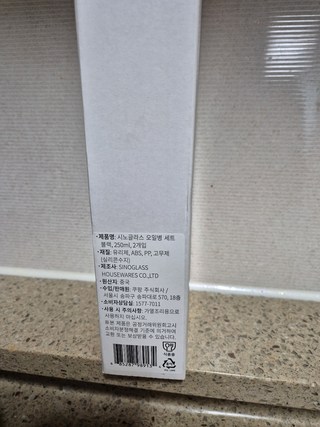 •제품명: 시노글라스 오일병 세트
블랙, 250ml, 2개입
•재질: 유리제, ABS, PP, 고무제
(실리콘수지)
•제조사: SINOGLASS
HOUSEWARES CO.,LTD
•원산지: 중국
•수입/판매원: 쿠팡 주식회사 /
서울시 송파구 송파대로 570, 18층
•소비자상담실: 1577-7011
•사용 시 주의사항: 가열조리용으로
사용하지 마십시오.
※본 제품은 공정거래위원회고시
소비자분쟁해결 기준에 의거하여
교환 또는 보상받을 수 있습니다.
식품용